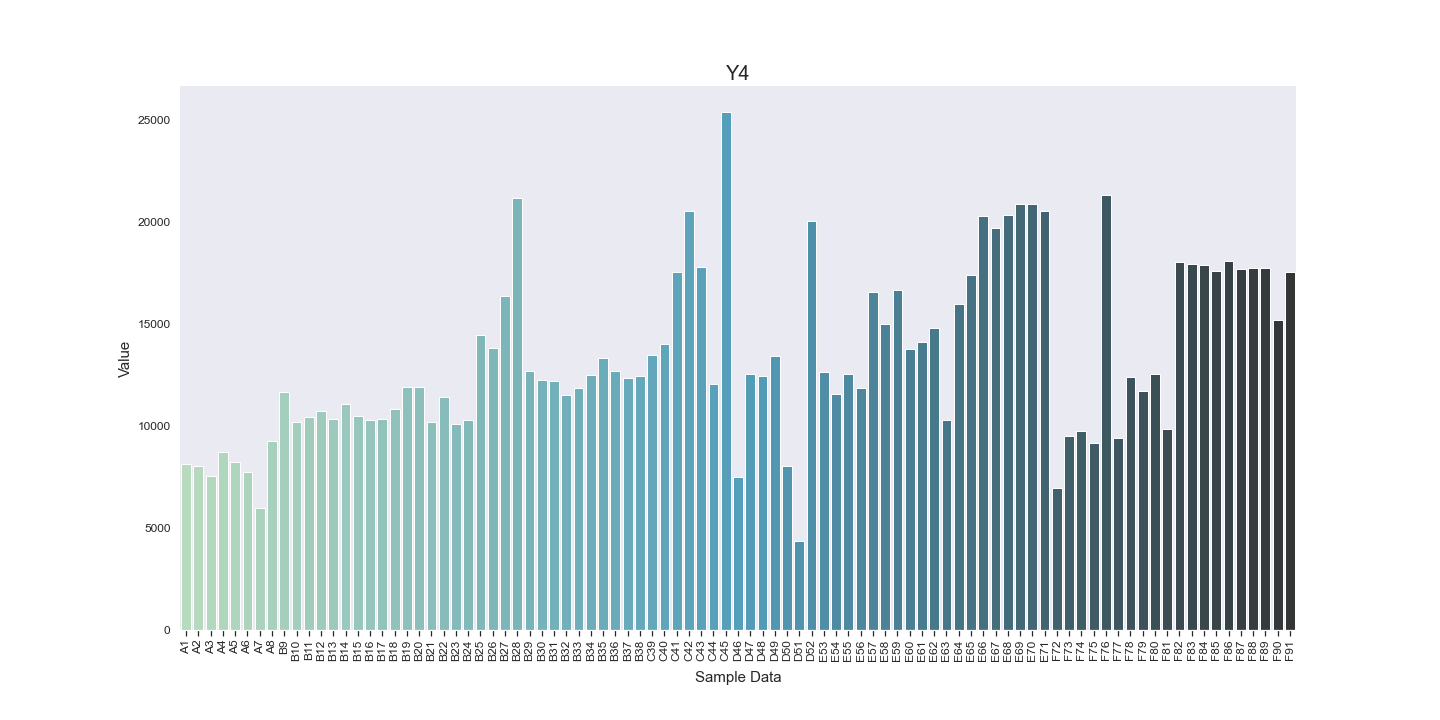 Y4
25000
20000
15000
10000
5000
0
Value
A1 A2 A3 A4 A5 A6 A7 A8 B9 B10 B11 B12 B13 B14 B15 B16 B17 B18 B19 B20 B21 B22 B23 B24 B25 B26 B27 B28 B29 B30 B31 B32 B33 B34 B35 B36 B37 B38 C39 C40 C41 C42 C43 C44 C45 D46 D47 D48 D49 D50 D51 D52 E53 E54 E55 E56 E57 E58 E59 E60 E61 E62 E63 E64 E65 E66 E67 E68 E69 E70 E71 F72 F73 F74 F75 F76 F77 F78 F79 F80 F81 F82 F83 F84 F85 F86 F87 F88 F89 F90 F91
Sample Data